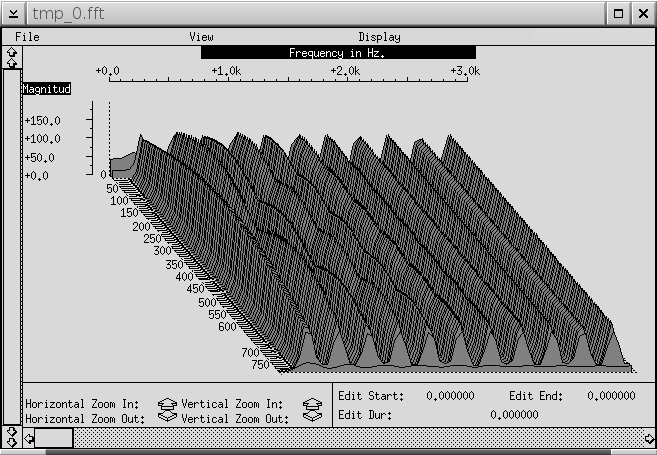 tmp_0.fft
File View Display
Frequency in Hz.
+0.0 +1.0k +2.0k +3.0k
Magnitud
+150.0
+100.0
+50.0
+0.0 0
50
100
150
200
250
300
350
400
450
500
550
600
700
750
Horizontal Zoom In: Vertical Zoom In:
Horizontal Zoom Out: Vertical Zoom Out:
Edit Start: 0.000000 Edit End: 0.000000
Edit Dur: 0.000000